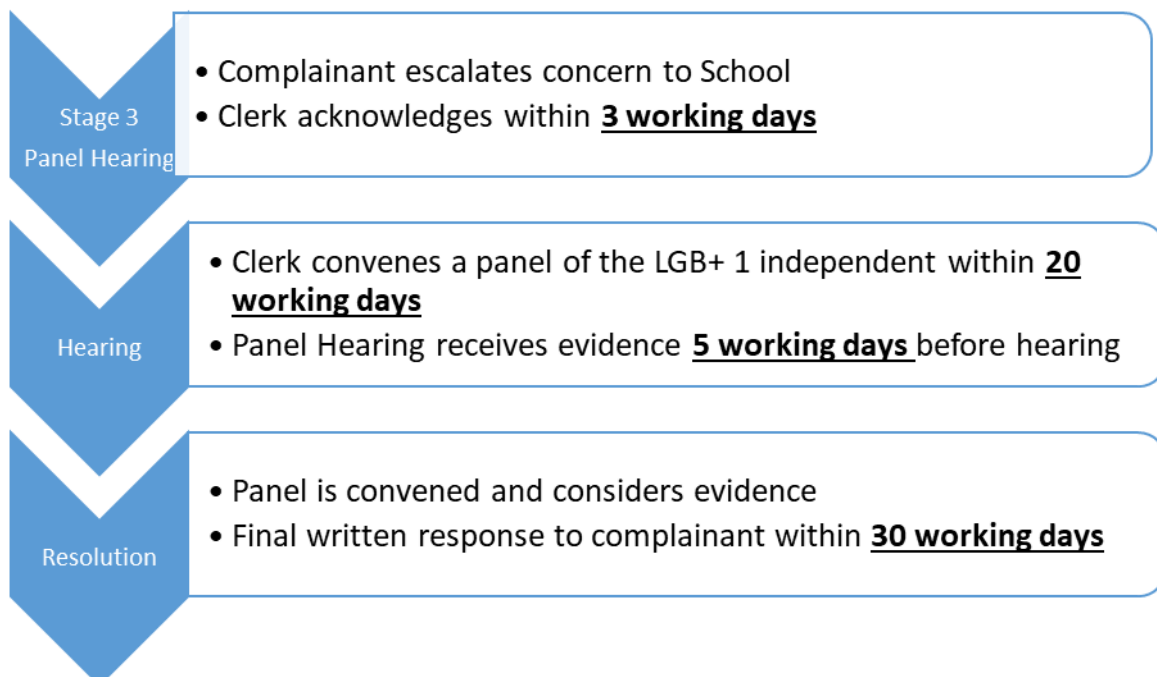 Stage 3
Panel Hearing
• Complainant escalates concern to School
• Clerk acknowledges within 3 working days
Hearing
• Clerk convenes a panel of the LGB+ 1 independent within 20
working days
• Panel Hearing receives evidence 5 working days before hearing
Resolution
• Panel is convened and considers evidence
• Final written response to complainant within 30 working days